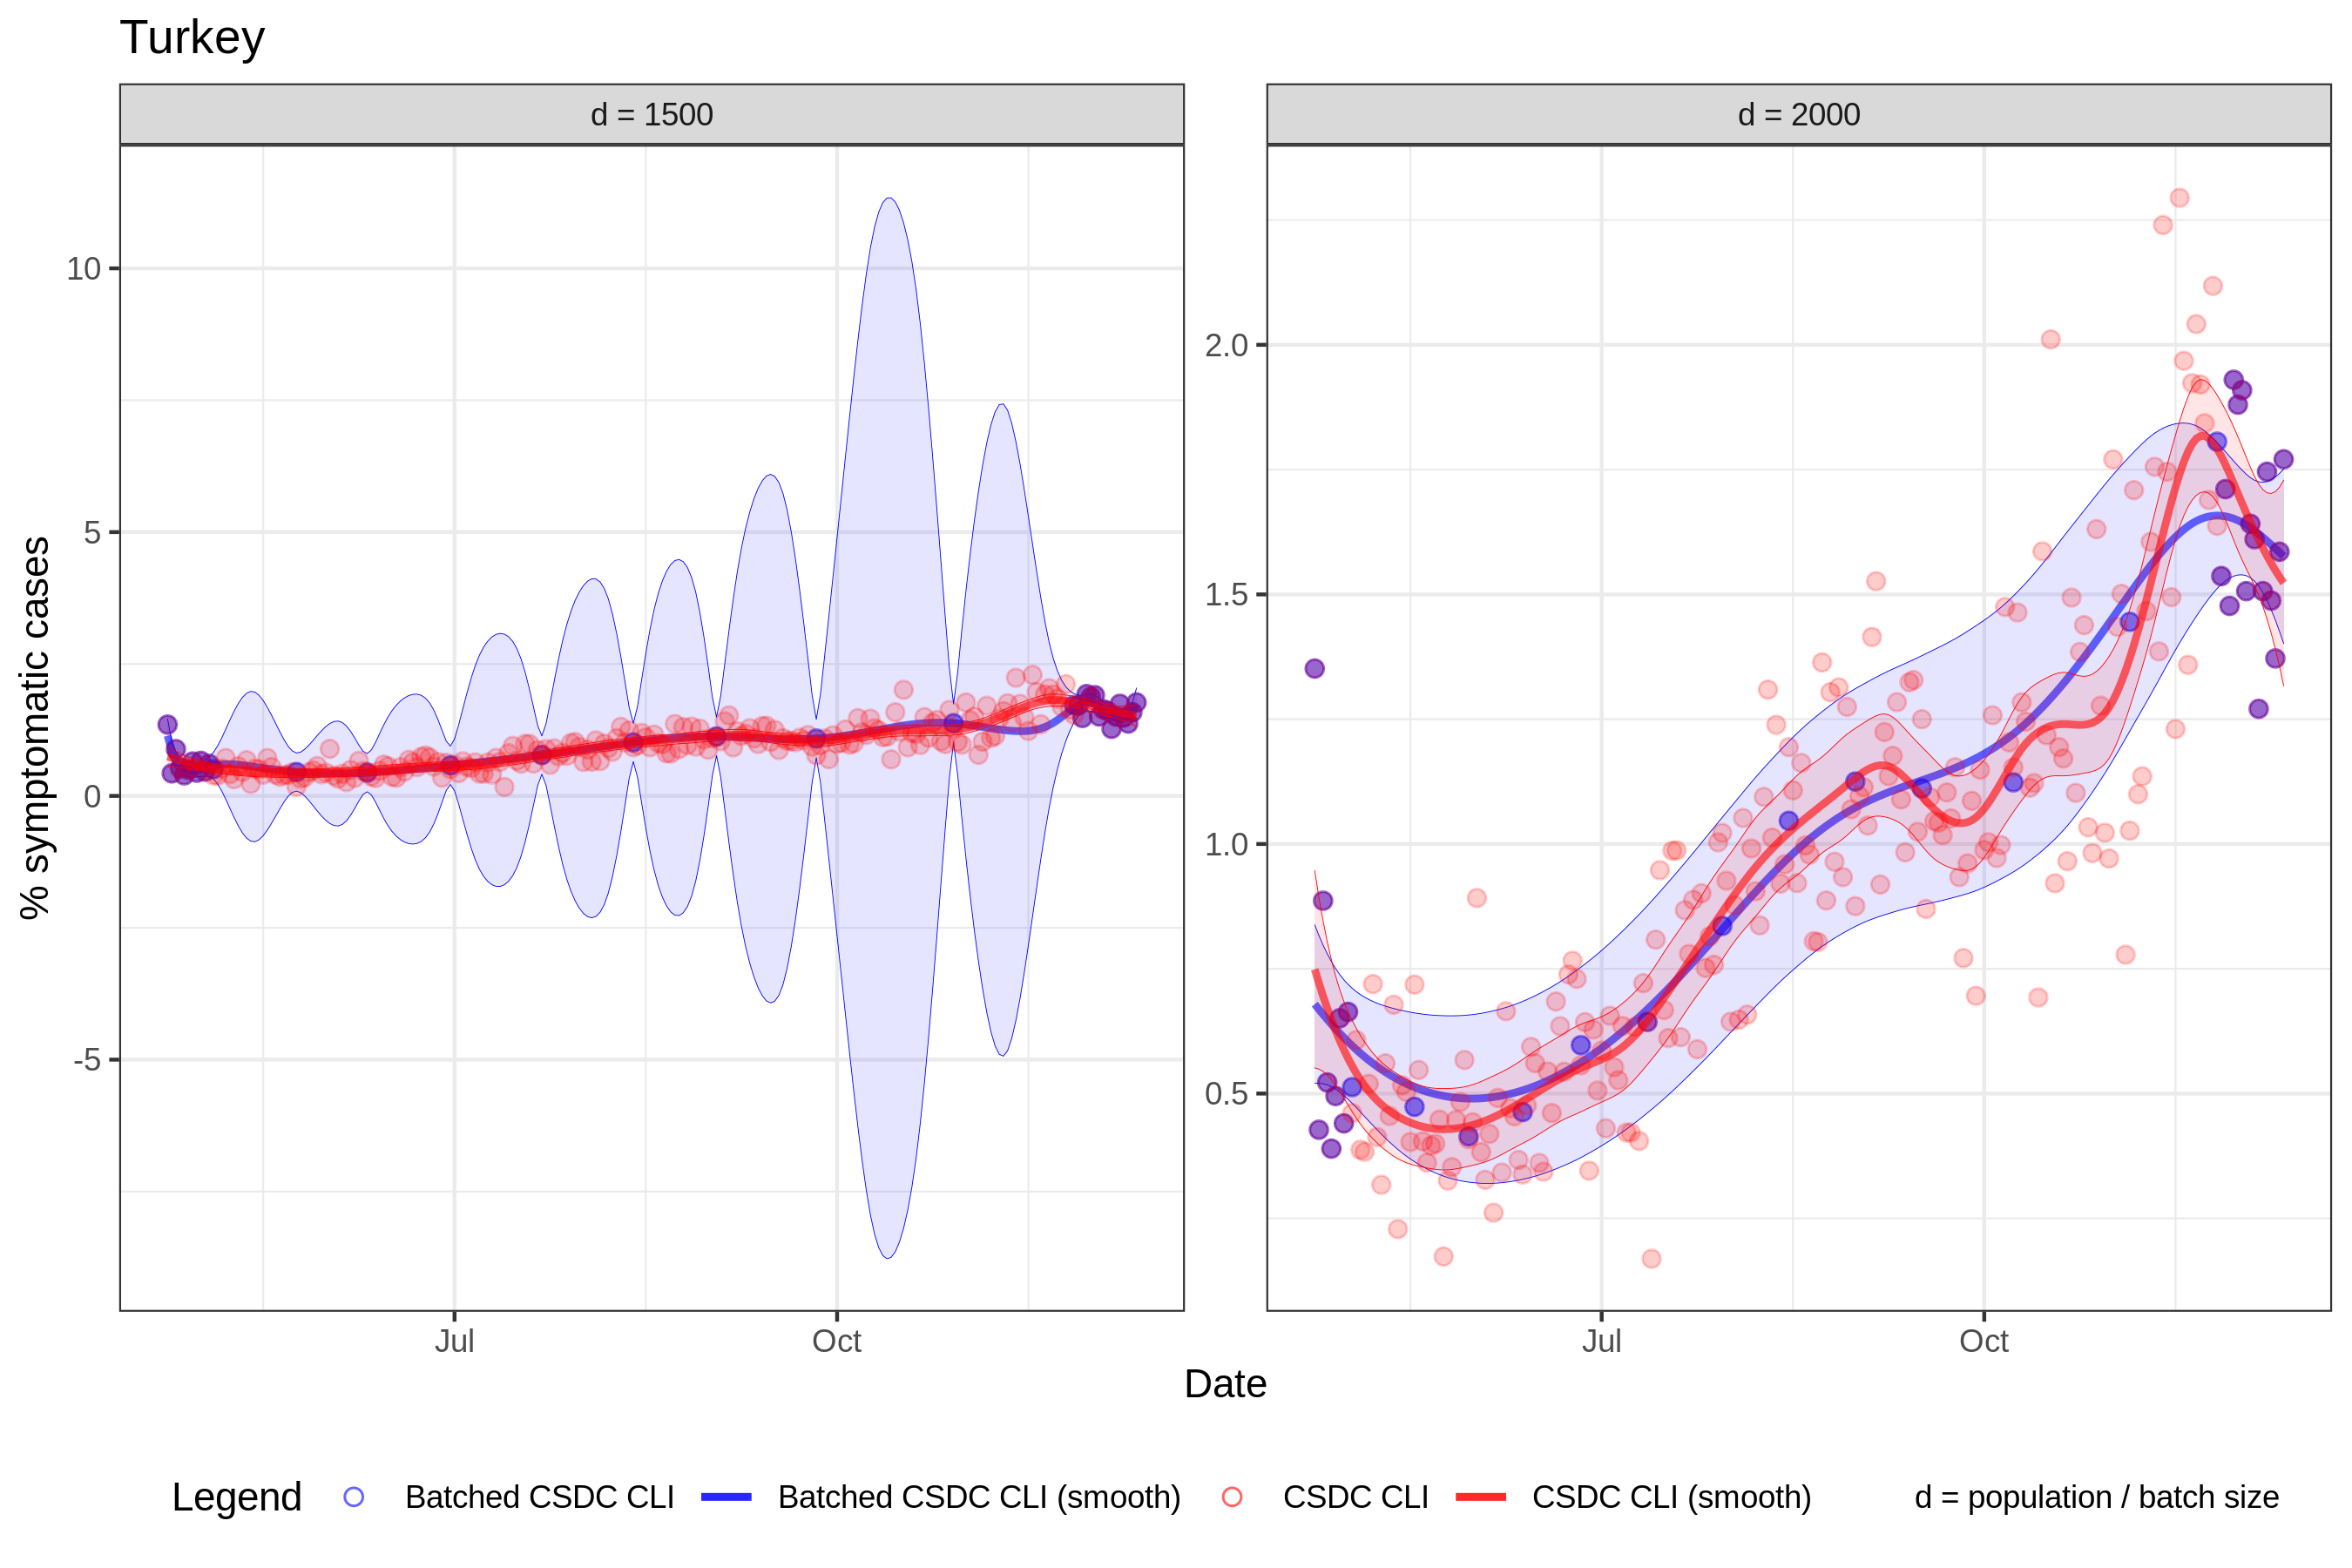 Turkey
d = 1500
d = 2000
% symptomatic cases
10
5
0
-5
2.0
1.5
1.0
0.5
Jul
Oct
Jul
Oct
Date
Legend Batched CSDC CLI Batched CSDC CLI (smooth) CSDC CLI CSDC CLI (smooth) d = population / batch size